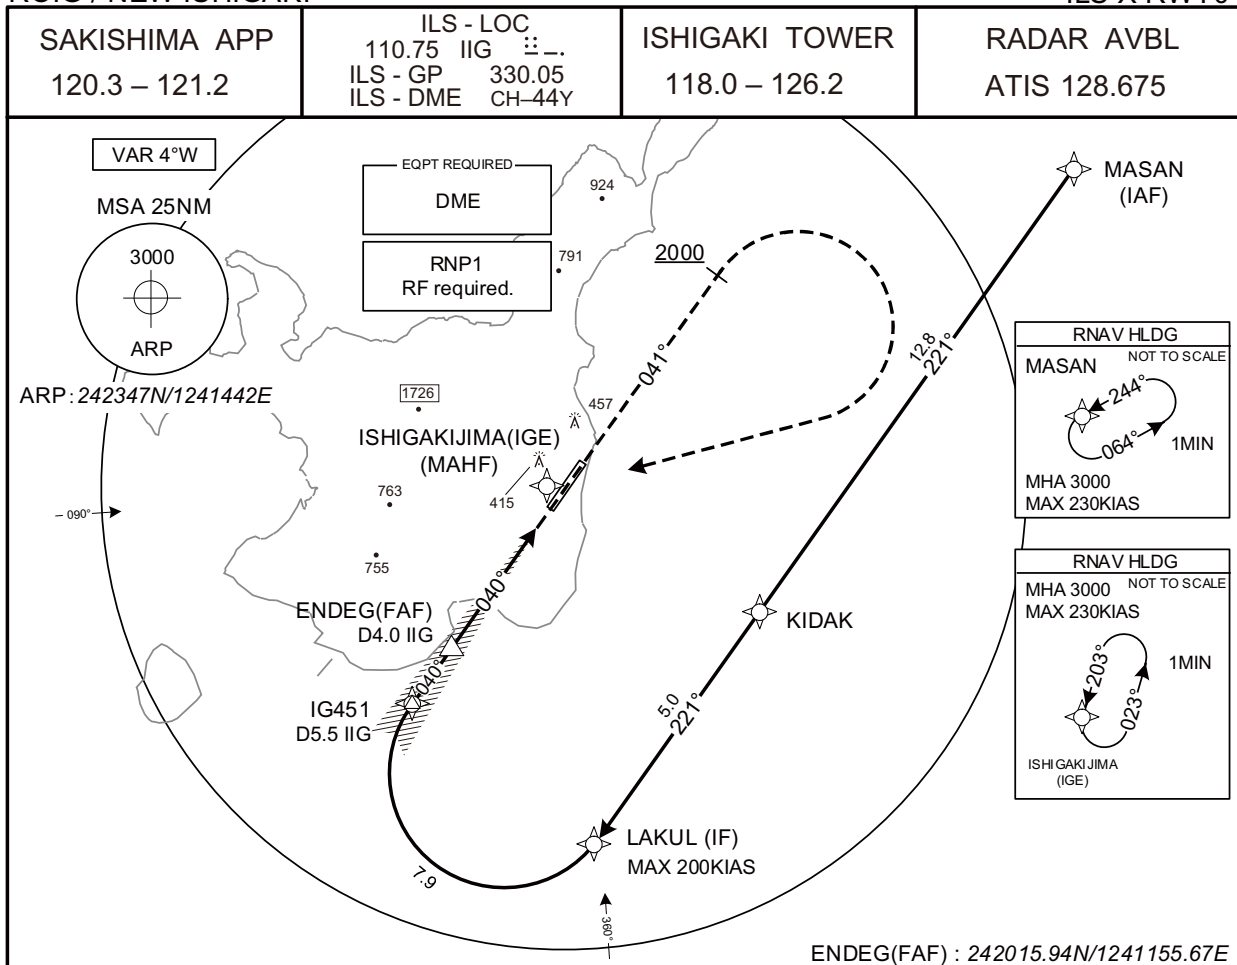 SAKISHIMA APP
120.3 – 121.2
ILS - LOC
110.75 IIG
ILS - GP 330.05
ILS - DME CH–44Y
ISHIGAKI TOWER
118.0 – 126.2
RADAR AVBL
ATIS 128.675
VAR 4°W
MSA 25NM
3000
ARP
ARP : 242347N/1241442E
EQPT REQUIRED
DME
RNP1
RF required.
924
791
2000
MASAN
(IAF)
12.8
221°
041°
1726
457
ISHIGAKIJIMA(IGE)
(MAHF)
415
763
755
090°
040°
ENDEG(FAF)
D4.0 IIG
040°
IG451
D5.5 IIG
KIDAK
5.0
221°
LAKUL (IF)
MAX 200KIAS
7.9
360°
RNAV HLDG
NOT TO SCALE
MASAN
244°
064°
1MIN
MHA 3000
MAX 230KIAS
RNAV HLDG
NOT TO SCALE
MHA 3000
MAX 230KIAS
203°
023°
1MIN
ISHIGAKIJIMA
(IGE)
ENDEG(FAF) : 242015.94N/1241155.67E